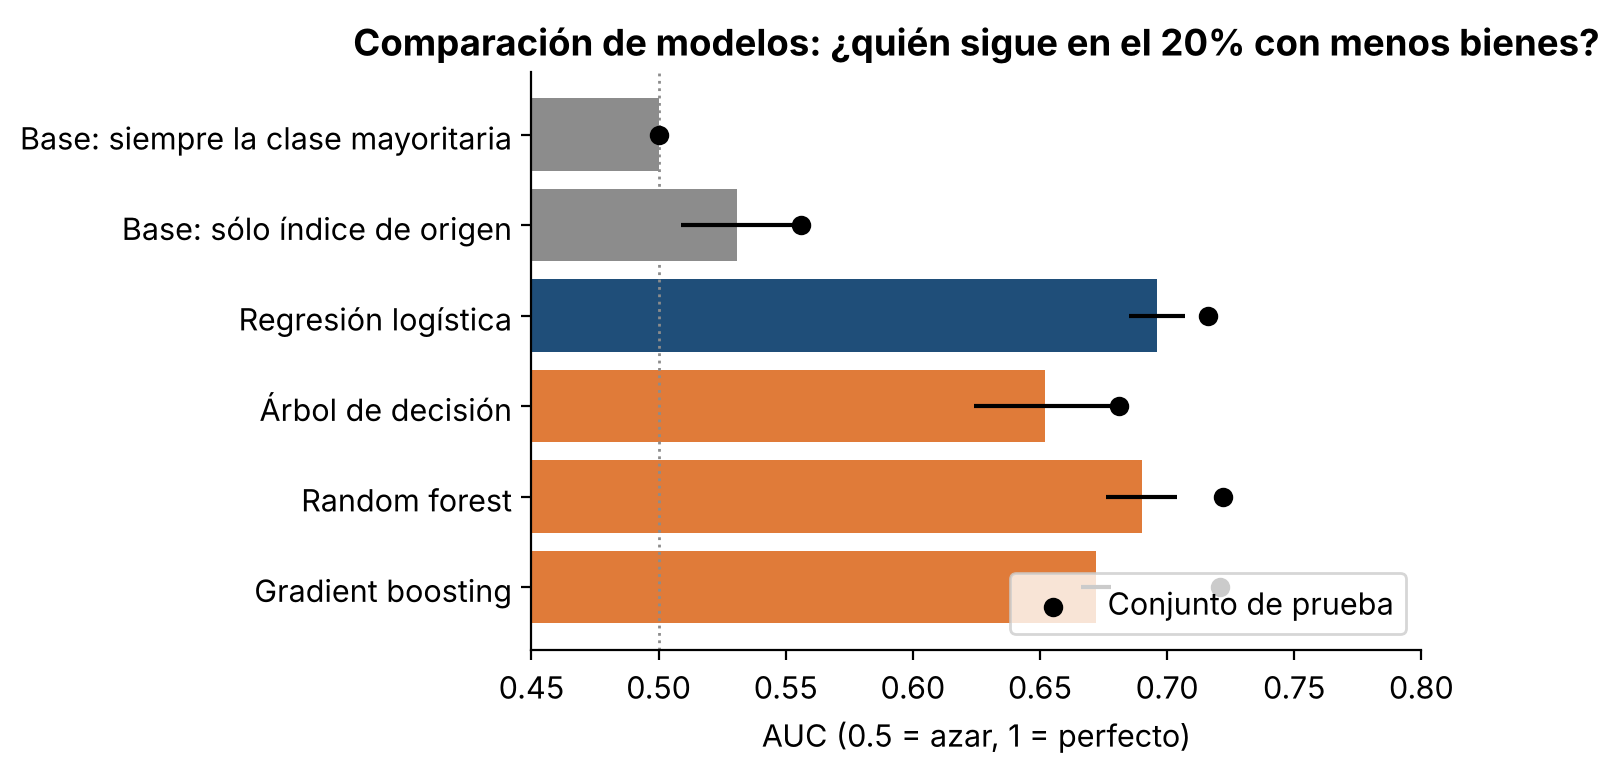 Comparación de modelos: ¿quién sigue en el 20% con menos bienes?
Base: siempre la clase mayoritaria
Base: sólo índice de origen
Regresión logística
Árbol de decisión
Random forest
Gradient boosting
Conjunto de prueba
0.45 0.50 0.55 0.60 0.65 0.70 0.75 0.80
AUC (0.5 = azar, 1 = perfecto)